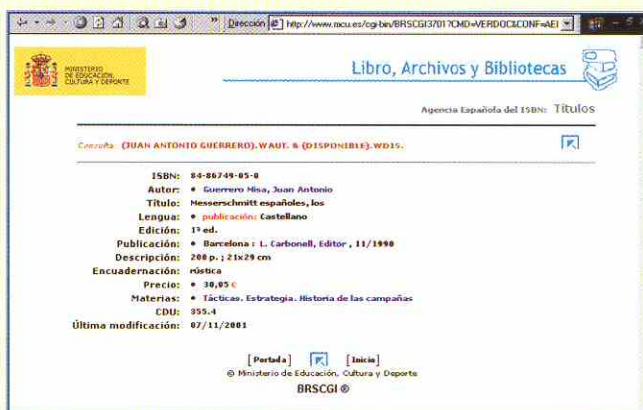 Dirección http://www.mcu.es/cgi-bin/BRSCGI3701?CMD=VERDOC&CONF=AEI
MINISTERIO
DE EDUCACIÓN,
CULTURA Y DEPORTE
Libro, Archivos y Bibliotecas
Agencia Española del ISBN: Títulos
Consulta: (JUAN ANTONIO GUERRERO).WAUT. & (DISPONIBLE).WDIS.
ISBN: 84-86749-05-0
Autor: • Guerrero Misa, Juan Antonio
Título: Messerschmitt españoles, los
Lengua: • publicación: Castellano
Edición: 1ª ed.
Publicación: • Barcelona : L. Carbonell, Editor , 11/1990
Descripción: 208 p. ; 21x29 cm
Encuadernación: rústica
Precio: • 30,05 €
Materias: • Tácticas. Estrategia. Historia de las campañas
CDU: 355.4
Última modificación: 07/11/2001
[ Portada ] [ Inicio ]
© Ministerio de Educación, Cultura y Deporte
BRSCGI ®